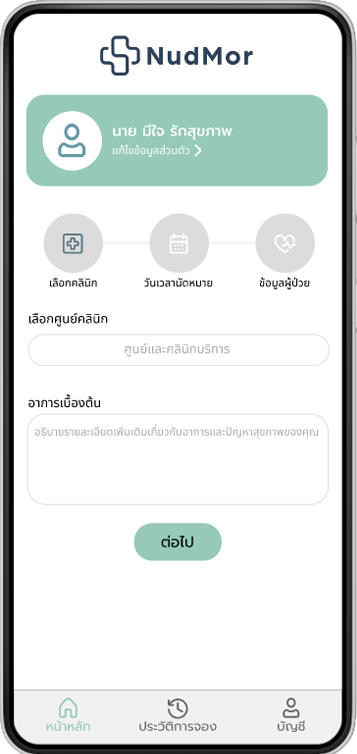 NudMor
นาย มีใจ รักสุขภาพ
แก้ไขข้อมูลส่วนตัว
เลือกคลินิก
วันเวลานัดหมาย
ข้อมูลผู้ป่วย
เลือกศูนย์คลินิก
ศูนย์และคลินิกบริการ
อาการเบื้องต้น
อธิบายรายละเอียดเพิ่มเติมเกี่ยวกับอาการและปัญหาสุขภาพของคุณ
ต่อไป
หน้าหลัก
ประวัติการจอง
บัญชี